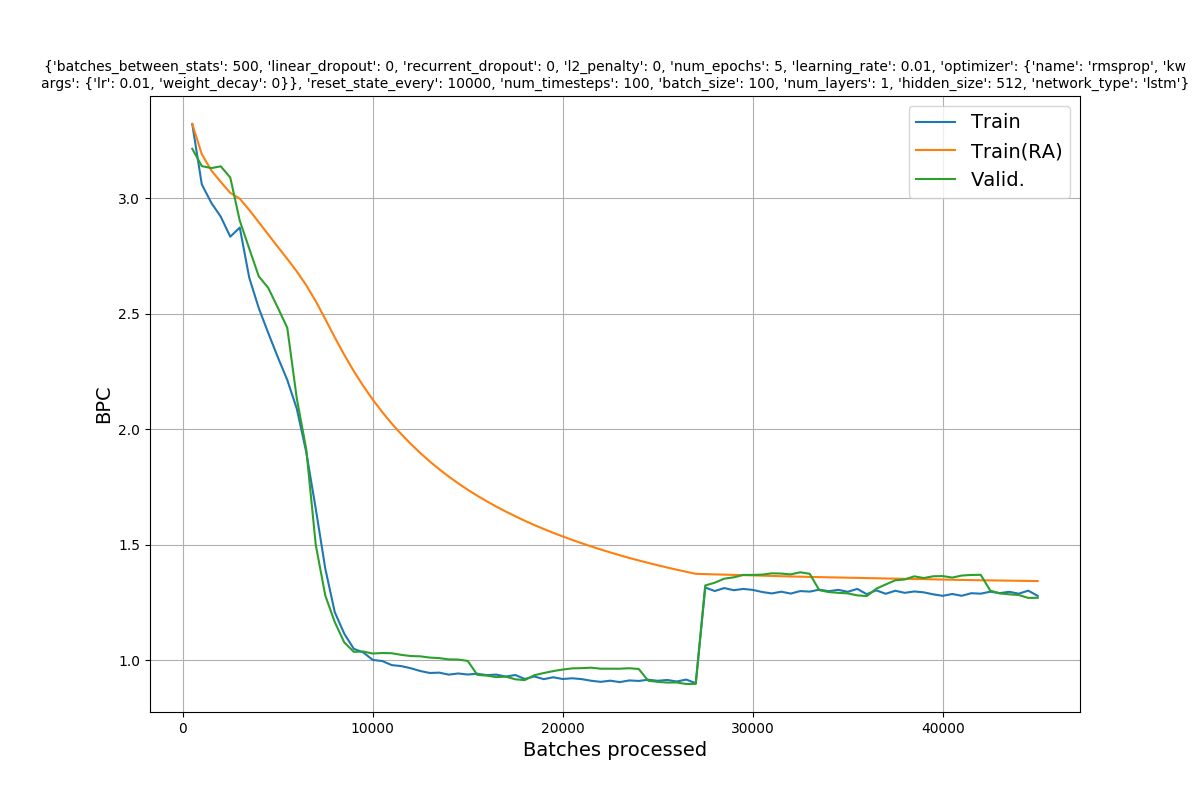 {'batches_between_stats': 500, 'linear_dropout': 0, 'recurrent_dropout': 0, 'l2_penalty': 0, 'num_epochs': 5, 'learning_rate': 0.01, 'optimizer': {'name': 'rmsprop', 'kw
args': {'lr': 0.01, 'weight_decay': 0}}, 'reset_state_every': 10000, 'num_timesteps': 100, 'batch_size': 100, 'num_layers': 1, 'hidden_size': 512, 'network_type': 'lstm'}
Train
Train(RA)
Valid.
3.0
2.5
2.0
1.5
1.0
BPC
0 10000 20000 30000 40000
Batches processed